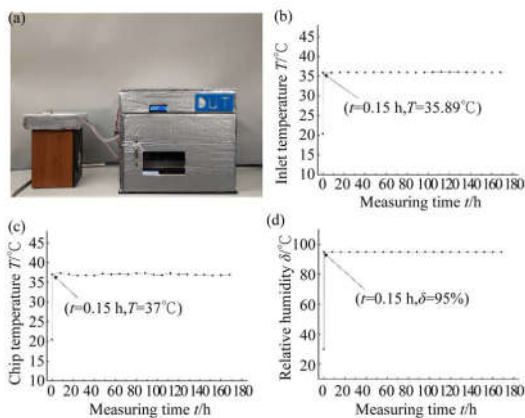 (a)
DUT
(b)
Inlet temperature T/°C
45
40
35
30
25
20
15
10
(t=0.15 h,T=35.89℃)
0 20 40 60 80 100 120 140 160 180
Measuring time t/h
(c)
Chip temperature T/°C
45
40
35
30
25
20
15
10
(t=0.15 h,T=37℃)
0 20 40 60 80 100 120 140 160 180
Measuring time t/h
(d)
Relative humidity δ/°C
100
80
60
40
20
(t=0.15 h,δ=95%)
0 20 40 60 80 100 120 140 160 180
Measuring time t/h